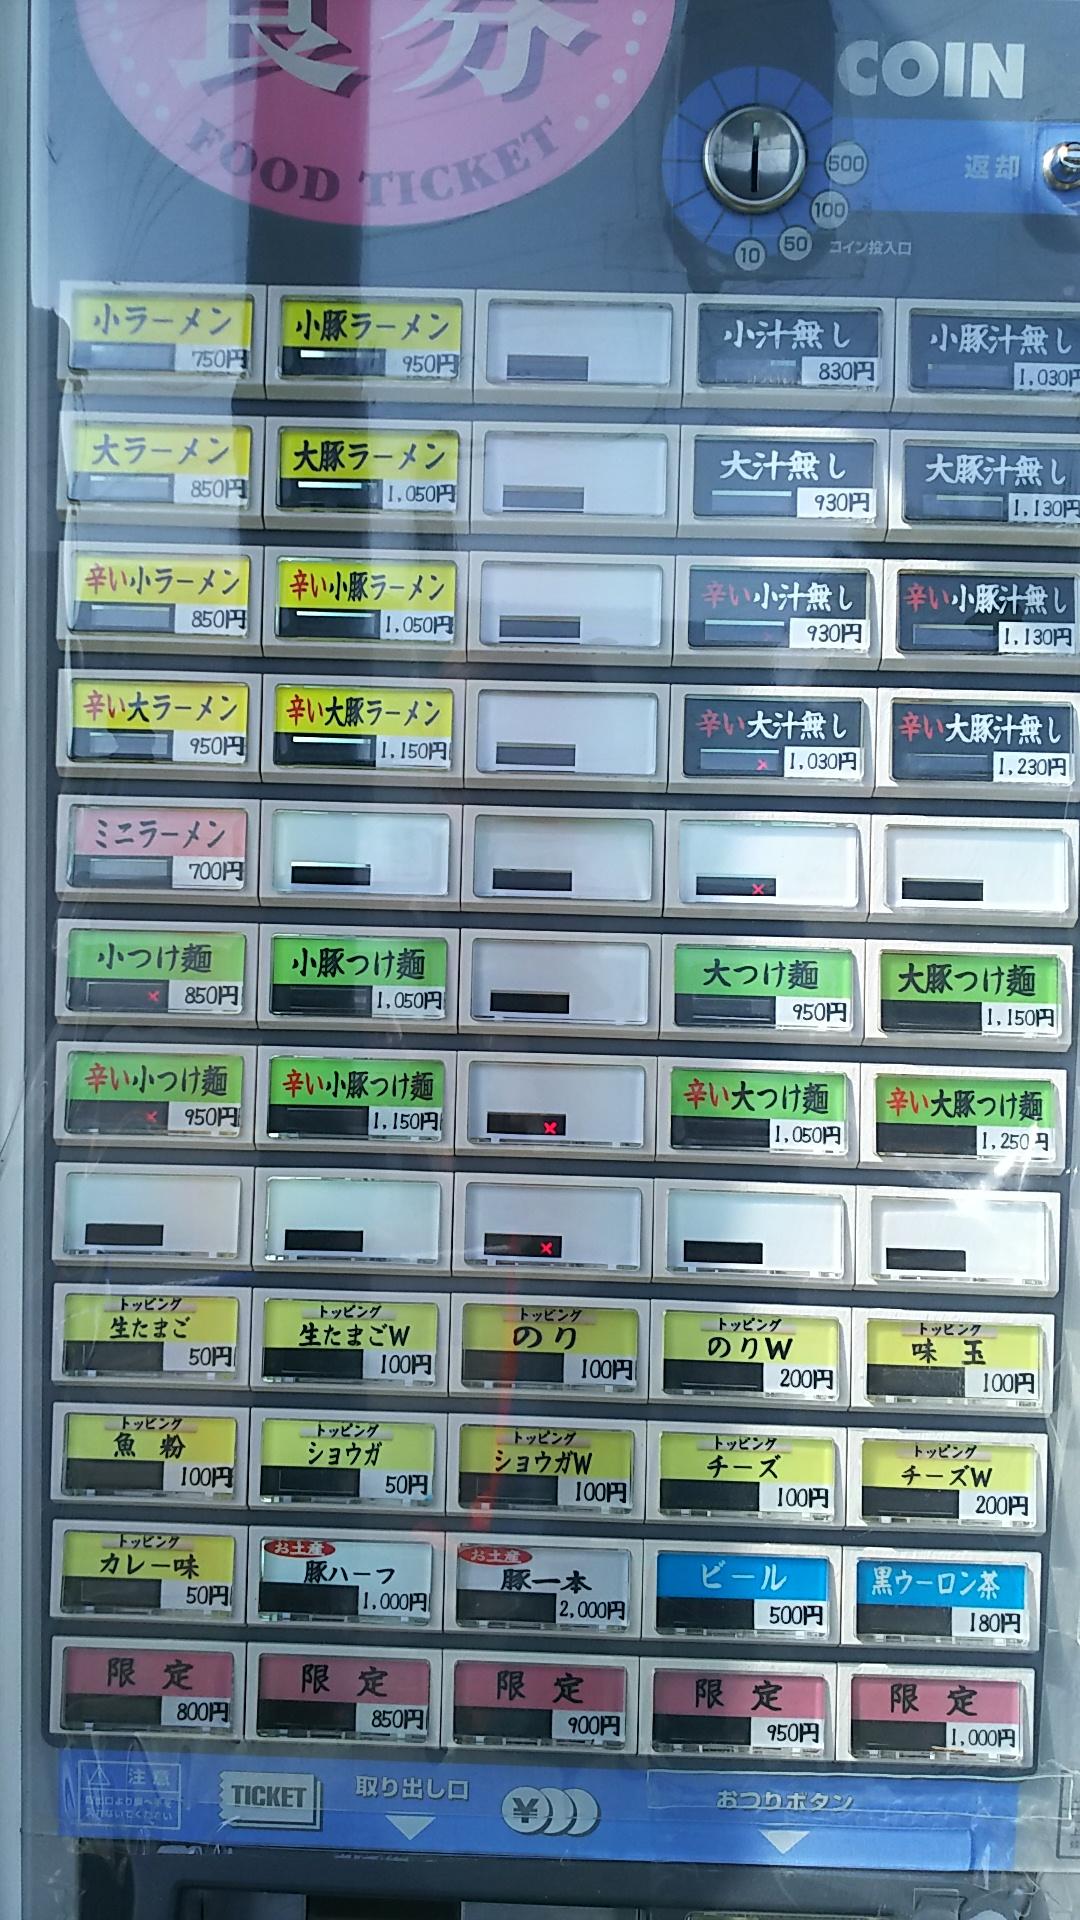 食券
FOOD TICKET
COIN
返却
500
100
50
10
コイン投入口
小ラーメン
750円
小豚ラーメン
950円
小汁無し
830円
小豚汁無し
1,030円
大ラーメン
850円
大豚ラーメン
1,050円
大汁無し
930円
大豚汁無し
1,130円
辛い小ラーメン
850円
辛い小豚ラーメン
1,050円
辛い小汁無し
930円
辛い小豚汁無し
1,130円
辛い大ラーメン
950円
辛い大豚ラーメン
1,150円
辛い大汁無し
×
1,030円
辛い大豚汁無し
1,230円
ミニラーメン
700円
×
小つけ麺
×
850円
小豚つけ麺
1,050円
大つけ麺
950円
大豚つけ麺
1,150円
辛い小つけ麺
×
950円
辛い小豚つけ麺
1,150円
×
辛い大つけ麺
1,050円
辛い大豚つけ麺
1,250円
×
トッピング
生たまご
50円
トッピング
生たまごW
100円
トッピング
のり
100円
トッピング
のりW
200円
トッピング
味 玉
100円
トッピング
魚 粉
100円
トッピング
ショウガ
50円
トッピング
ショウガW
100円
トッピング
チーズ
100円
トッピング
チーズW
200円
トッピング
カレー味
50円
お土産
豚ハーフ
1,000円
お土産
豚一本
2,000円
ビール
500円
黒ウーロン茶
180円
限 定
800円
限 定
850円
限 定
900円
限 定
950円
限 定
1,000円
注意
TICKET
取り出し口
¥
おつりボタン